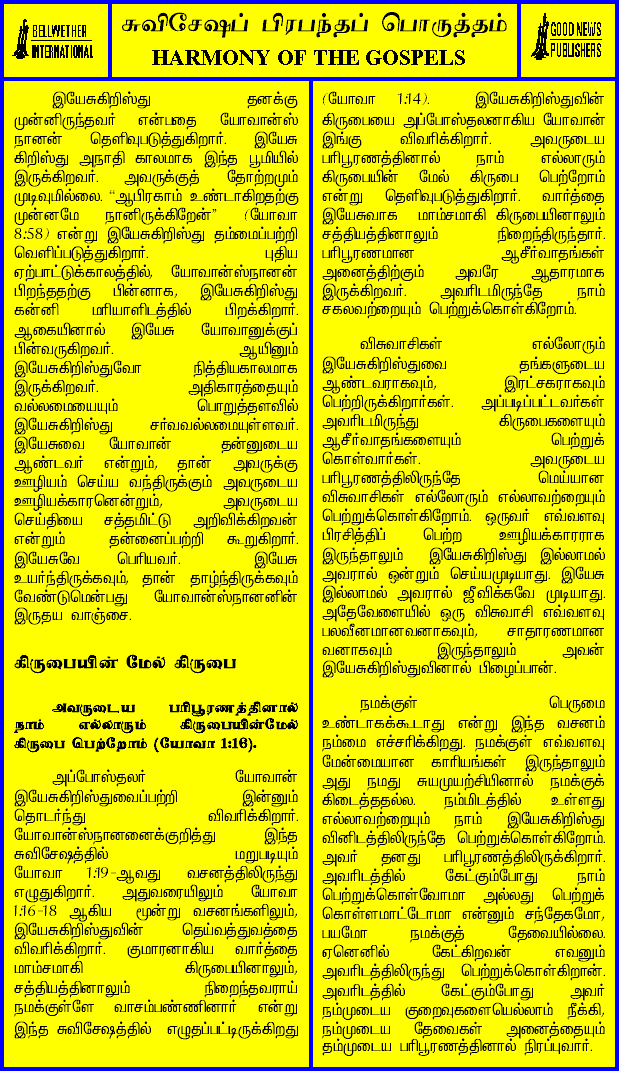 BELLWETHER
INTERNATIONAL
சுவிசேஷப் பிரபந்தப் பொருத்தம்
HARMONY OF THE GOSPELS
GOOD NEWS
PUBLISHERS
இயேசுகிறிஸ்து தனக்கு
முன்னிருந்தவர் என்பதை யோவான்ஸ்
நானன் தெளிவுபடுத்துகிறார். இயேசு
கிறிஸ்து அநாதி காலமாக இந்த பூமியில்
இருக்கிறவர். அவருக்குத் தோற்றமும்
முடிவுமில்லை. “ஆபிரகாம் உண்டாகிறதற்கு
முன்னமே நானிருக்கிறேன்” (யோவா
8:58) என்று இயேசுகிறிஸ்து தம்மைப்பற்றி
வெளிப்படுத்துகிறார். புதிய
ஏற்பாட்டுக்காலத்தில், யோவான்ஸ்நானன்
பிறந்ததற்கு பின்னாக, இயேசுகிறிஸ்து
கன்னி மரியாளிடத்தில் பிறக்கிறார்.
ஆகையினால் இயேசு யோவானுக்குப்
பின்வருகிறவர். ஆயினும்
இயேசுகிறிஸ்துவோ நித்தியகாலமாக
இருக்கிறவர். அதிகாரத்தையும்
வல்லமையையும் பொறுத்தளவில்
இயேசுகிறிஸ்து சர்வவல்லமையுள்ளவர்.
இயேசுவை யோவான் தன்னுடைய
ஆண்டவர் என்றும், தான் அவருக்கு
ஊழியம் செய்ய வந்திருக்கும் அவருடைய
ஊழியக்காரனென்றும், அவருடைய
செய்தியை சத்தமிட்டு அறிவிக்கிறவன்
என்றும் தன்னைப்பற்றி கூறுகிறார்.
இயேசுவே பெரியவர். இயேசு
உயர்ந்திருக்கவும், தான் தாழ்ந்திருக்கவும்
வேண்டுமென்பது யோவான்ஸ்நானனின்
இருதய வாஞ்சை.
கிருபையின் மேல் கிருபை
அவருடைய பரிபூரணத்தினால்
நாம் எல்லாரும் கிருபையின்மேல்
கிருபை பெற்றோம் (யோவா 1:16).
அப்போஸ்தலர் யோவான்
இயேசுகிறிஸ்துவைப்பற்றி இன்னும்
தொடர்ந்து விவரிக்கிறார்.
யோவான்ஸ்நானனைக்குறித்து இந்த
சுவிசேஷத்தில் மறுபடியும்
யோவா 1:19-ஆவது வசனத்திலிருந்து
எழுதுகிறார். அதுவரையிலும் யோவா
1:16-18 ஆகிய மூன்று வசனங்களிலும்,
இயேசுகிறிஸ்துவின் தெய்வத்துவத்தை
விவரிக்கிறார். குமாரனாகிய வார்த்தை
மாம்சமாகி கிருபையினாலும்,
சத்தியத்தினாலும் நிறைந்தவராய்
நமக்குள்ளே வாசம்பண்ணினார் என்று
இந்த சுவிசேஷத்தில் எழுதப்பட்டிருக்கிறது
(யோவா 1:14). இயேசுகிறிஸ்துவின்
கிருபையை அப்போஸ்தலனாகிய யோவான்
இங்கு விவரிக்கிறார். அவருடைய
பரிபூரணத்தினால் நாம் எல்லாரும்
கிருபையின் மேல் கிருபை பெற்றோம்
என்று தெளிவுபடுத்துகிறார். வார்த்தை
இயேசுவாக மாம்சமாகி கிருபையினாலும்
சத்தியத்தினாலும் நிறைந்திருந்தார்.
பரிபூரணமான ஆசீர்வாதங்கள்
அனைத்திற்கும் அவரே ஆதாரமாக
இருக்கிறவர். அவரிடமிருந்தே நாம்
சகலவற்றையும் பெற்றுக்கொள்கிறோம்.
விசுவாசிகள் எல்லோரும்
இயேசுகிறிஸ்துவை தங்களுடைய
ஆண்டவராகவும், இரட்சகராகவும்
பெற்றிருக்கிறார்கள். அப்படிப்பட்டவர்கள்
அவரிடமிருந்து கிருபைகளையும்
ஆசீர்வாதங்களையும் பெற்றுக்
கொள்வார்கள். அவருடைய
பரிபூரணத்திலிருந்தே மெய்யான
விசுவாசிகள் எல்லோரும் எல்லாவற்றையும்
பெற்றுக்கொள்கிறோம். ஒருவர் எவ்வளவு
பிரசித்திப் பெற்ற ஊழியக்காரராக
இருந்தாலும் இயேசுகிறிஸ்து இல்லாமல்
அவரால் ஒன்றும் செய்யமுடியாது. இயேசு
இல்லாமல் அவரால் ஜீவிக்கவே முடியாது.
அதேவேளையில் ஒரு விசுவாசி எவ்வளவு
பலவீனமானவனாகவும், சாதாரணமான
வனாகவும் இருந்தாலும் அவன்
இயேசுகிறிஸ்துவினால் பிழைப்பான்.
நமக்குள் பெருமை
உண்டாகக்கூடாது என்று இந்த வசனம்
நம்மை எச்சரிக்கிறது. நமக்குள் எவ்வளவு
மேன்மையான காரியங்கள் இருந்தாலும்
அது நமது சுயமுயற்சியினால் நமக்குக்
கிடைத்ததல்ல. நம்மிடத்தில் உள்ளது
எல்லாவற்றையும் நாம் இயேசுகிறிஸ்து
வினிடத்திலிருந்தே பெற்றுக்கொள்கிறோம்.
அவர் தனது பரிபூரணத்திலிருக்கிறார்.
அவரிடத்தில் கேட்கும்போது நாம்
பெற்றுக்கொள்வோமா அல்லது பெற்றுக்
கொள்ளமாட்டோமா என்னும் சந்தேகமோ,
பயமோ நமக்குத் தேவையில்லை.
ஏனெனில் கேட்கிறவன் எவனும்
அவரிடத்திலிருந்து பெற்றுக்கொள்கிறான்.
அவரிடத்தில் கேட்கும்போது அவர்
நம்முடைய குறைவுகளையெல்லாம் நீக்கி,
நம்முடைய தேவைகள் அனைத்தையும்
தம்முடைய பரிபூரணத்தினால் நிரப்புவார்.